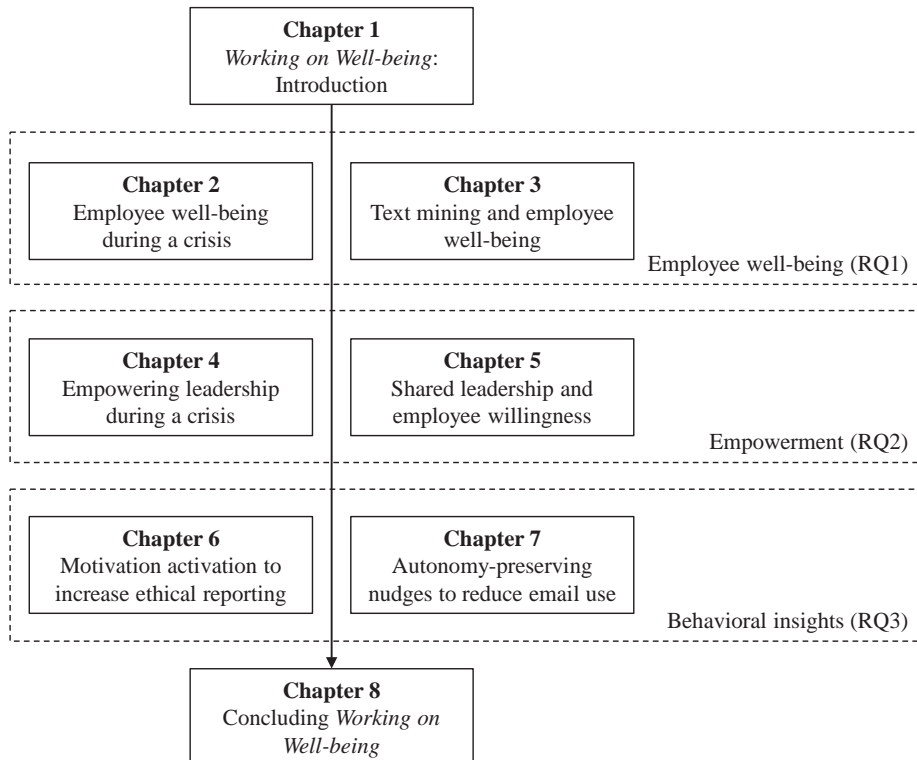 Chapter 1
Working on Well-being:
Introduction
Chapter 2
Employee well-being
during a crisis
Chapter 3
Text mining and employee
well-being
Employee well-being (RQ1)
Chapter 4
Empowering leadership
during a crisis
Chapter 5
Shared leadership and
employee willingness
Empowerment (RQ2)
Chapter 6
Motivation activation to
increase ethical reporting
Chapter 7
Autonomy-preserving
nudges to reduce email use
Behavioral insights (RQ3)
Chapter 8
Concluding Working on
Well-being